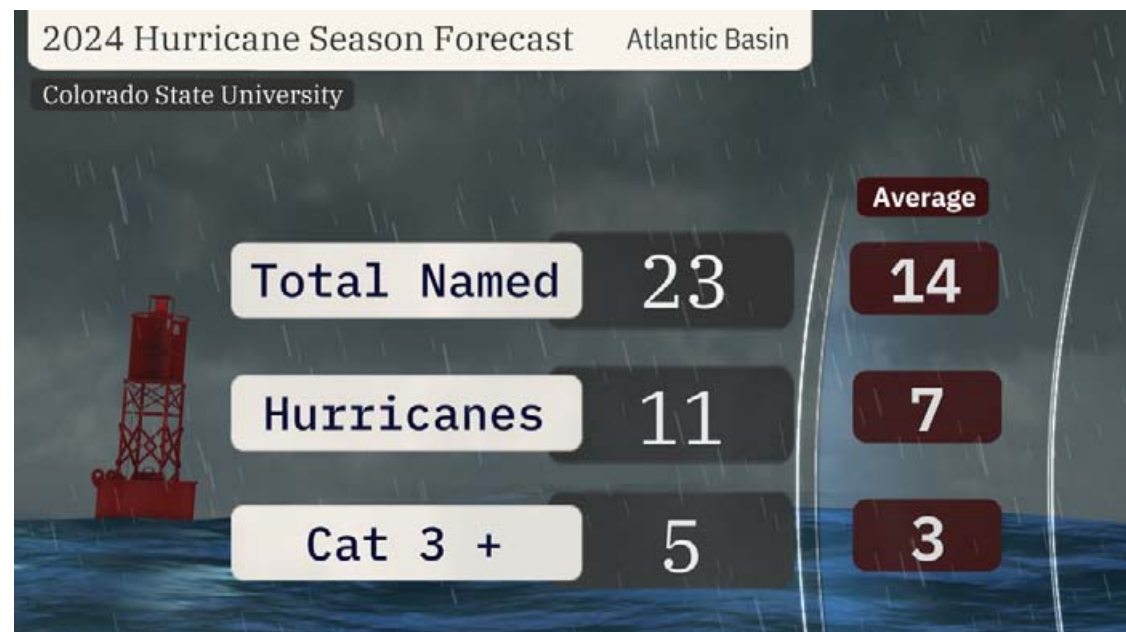 2024 Hurricane Season Forecast Atlantic Basin
Colorado State University
Average
Total Named 23 14
Hurricanes 11 7
Cat 3 + 5 3